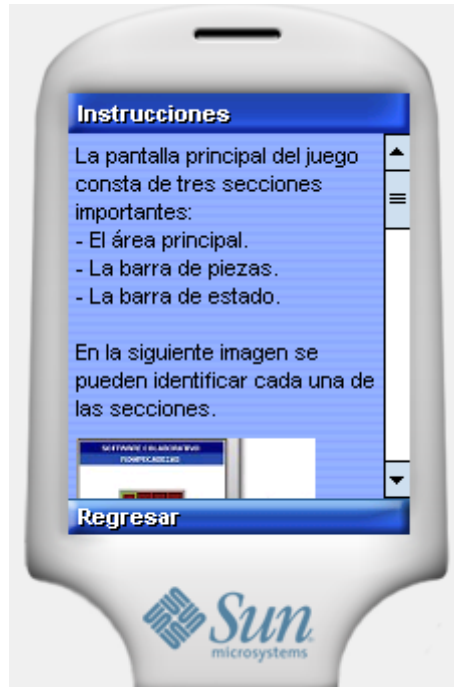 Instrucciones
La pantalla principal del juego
consta de tres secciones
importantes:
- El área principal.
- La barra de piezas.
- La barra de estado.
En la siguiente imagen se
pueden identificar cada una de
las secciones.
SOFTWARE COLABORATIVO
ROMPECABEZAS
Regresar
Sun
microsystems